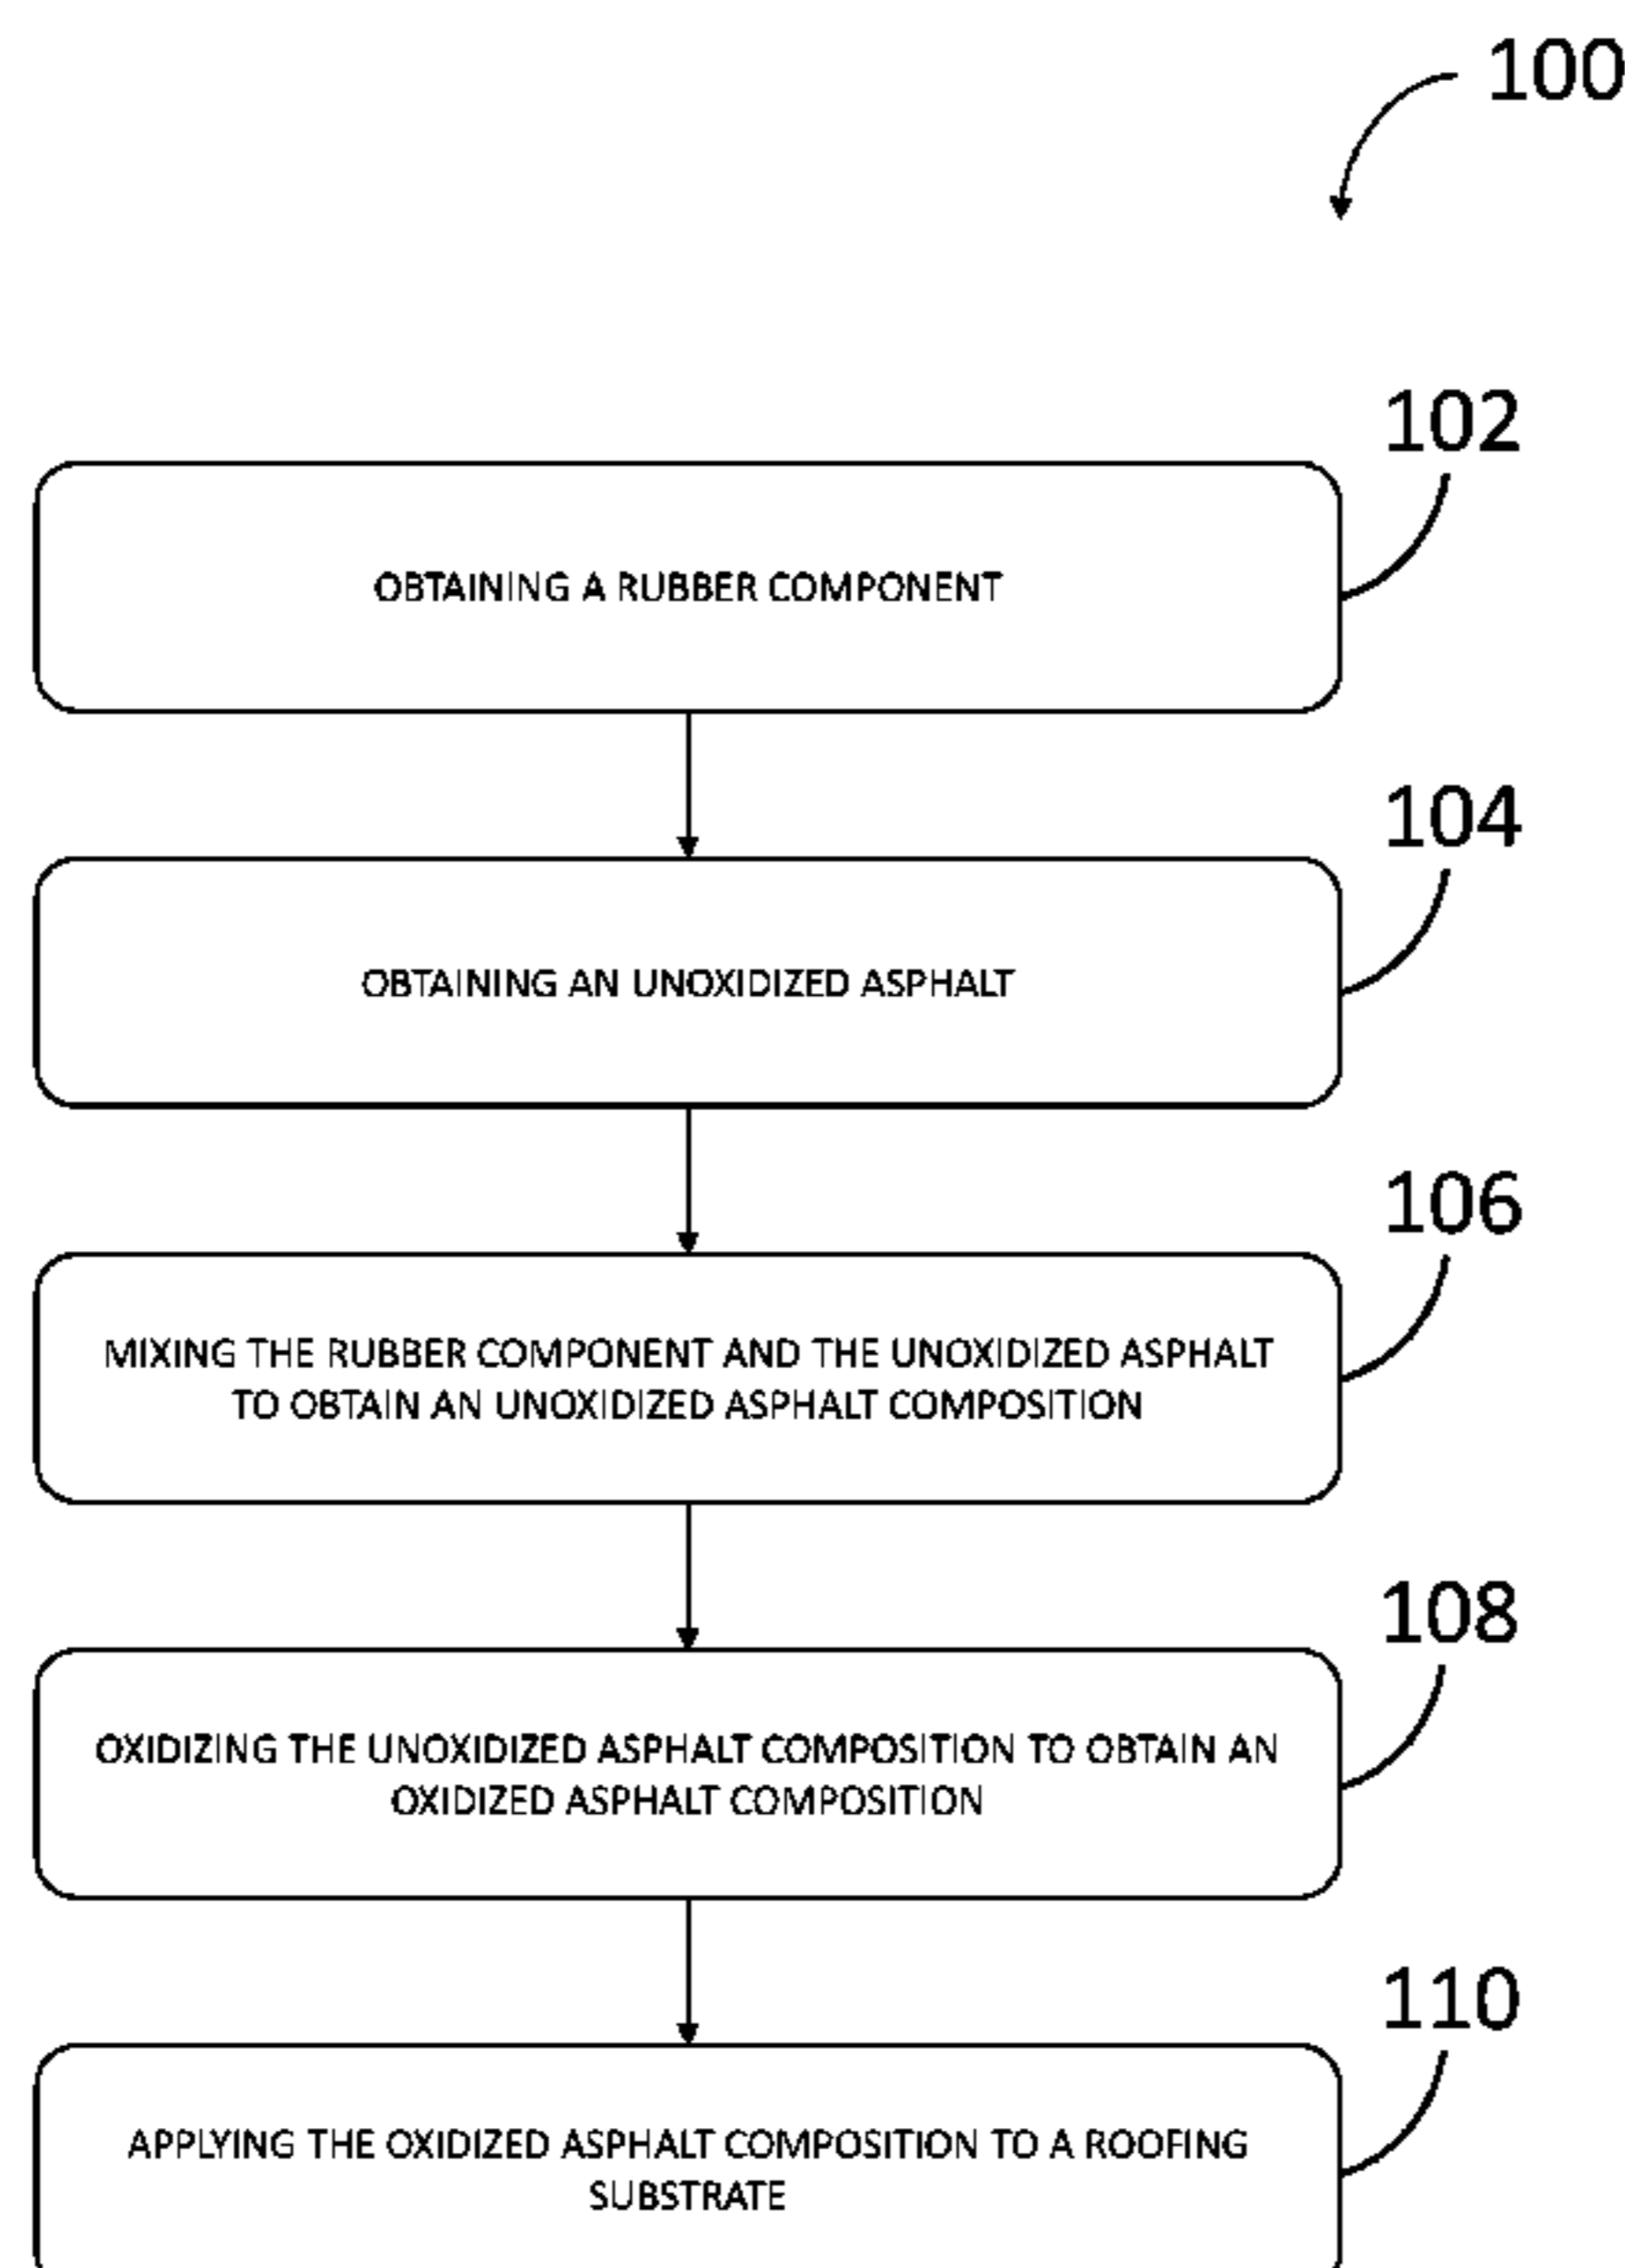 100
102
OBTAINING A RUBBER COMPONENT
104
OBTAINING AN UNOXIDIZED ASPHALT
106
MIXING THE RUBBER COMPONENT AND THE UNOXIDIZED ASPHALT
TO OBTAIN AN UNOXIDIZED ASPHALT COMPOSITION
108
OXIDIZING THE UNOXIDIZED ASPHALT COMPOSITION TO OBTAIN AN
OXIDIZED ASPHALT COMPOSITION
110
APPLYING THE OXIDIZED ASPHALT COMPOSITION TO A ROOFING
SUBSTRATE